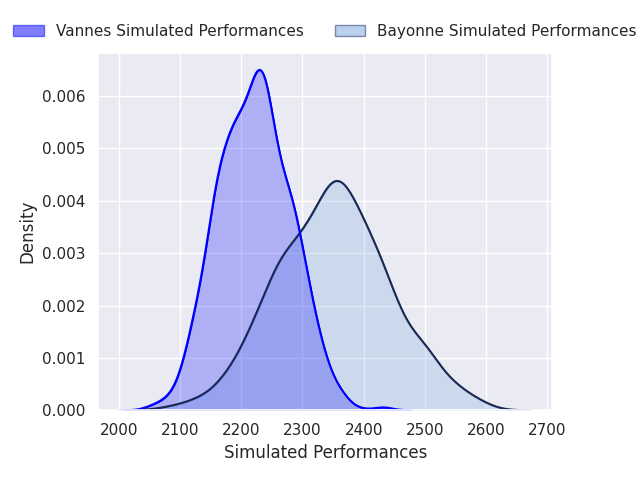 Vannes Simulated Performances Bayonne Simulated Performances
0.006
0.005
0.004
0.003
0.002
0.001
0.000
Density
2000 2100 2200 2300 2400 2500 2600 2700
Simulated Performances